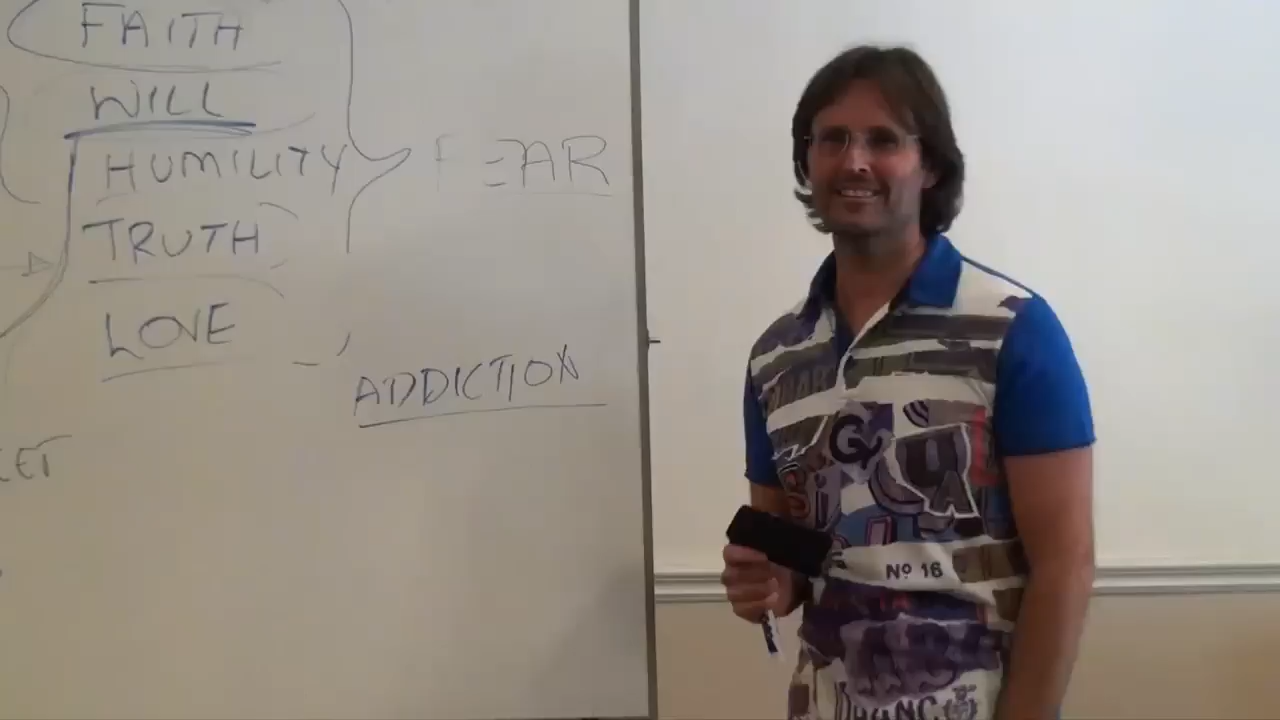 FAITH
WILL
HUMILITY
FEAR
TRUTH
LOVE
ADDICTION
Nº 16